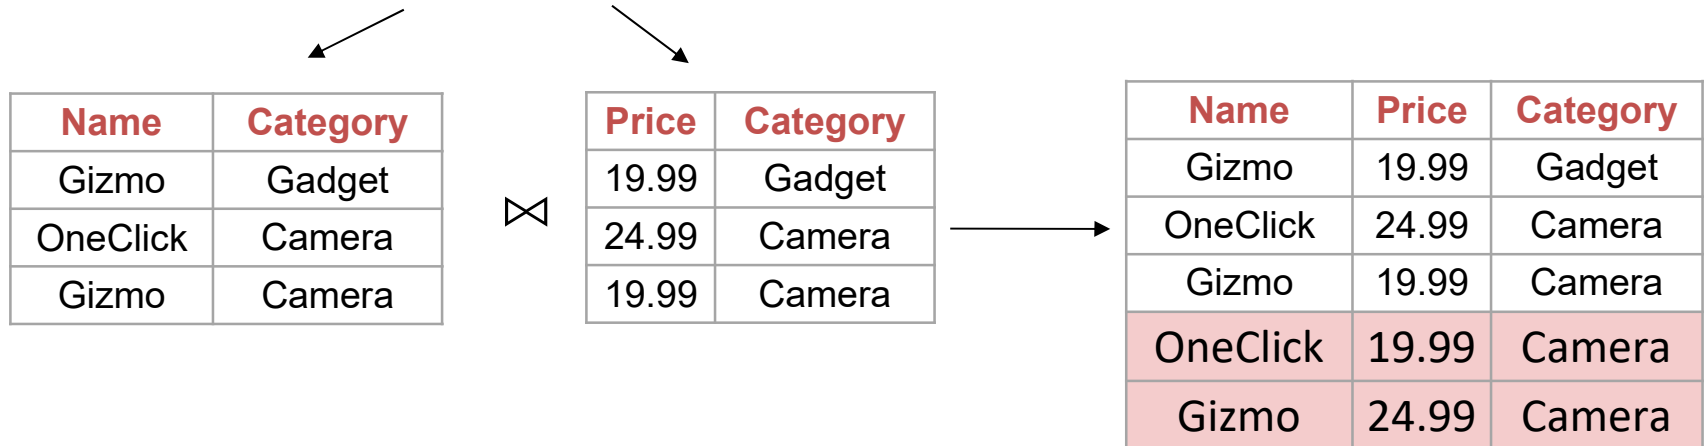 Name Category
Gizmo Gadget
OneClick Camera
Gizmo Camera
⋈
Price Category
19.99 Gadget
24.99 Camera
19.99 Camera
Name Price Category
Gizmo 19.99 Gadget
OneClick 24.99 Camera
Gizmo 19.99 Camera
OneClick 19.99 Camera
Gizmo 24.99 Camera